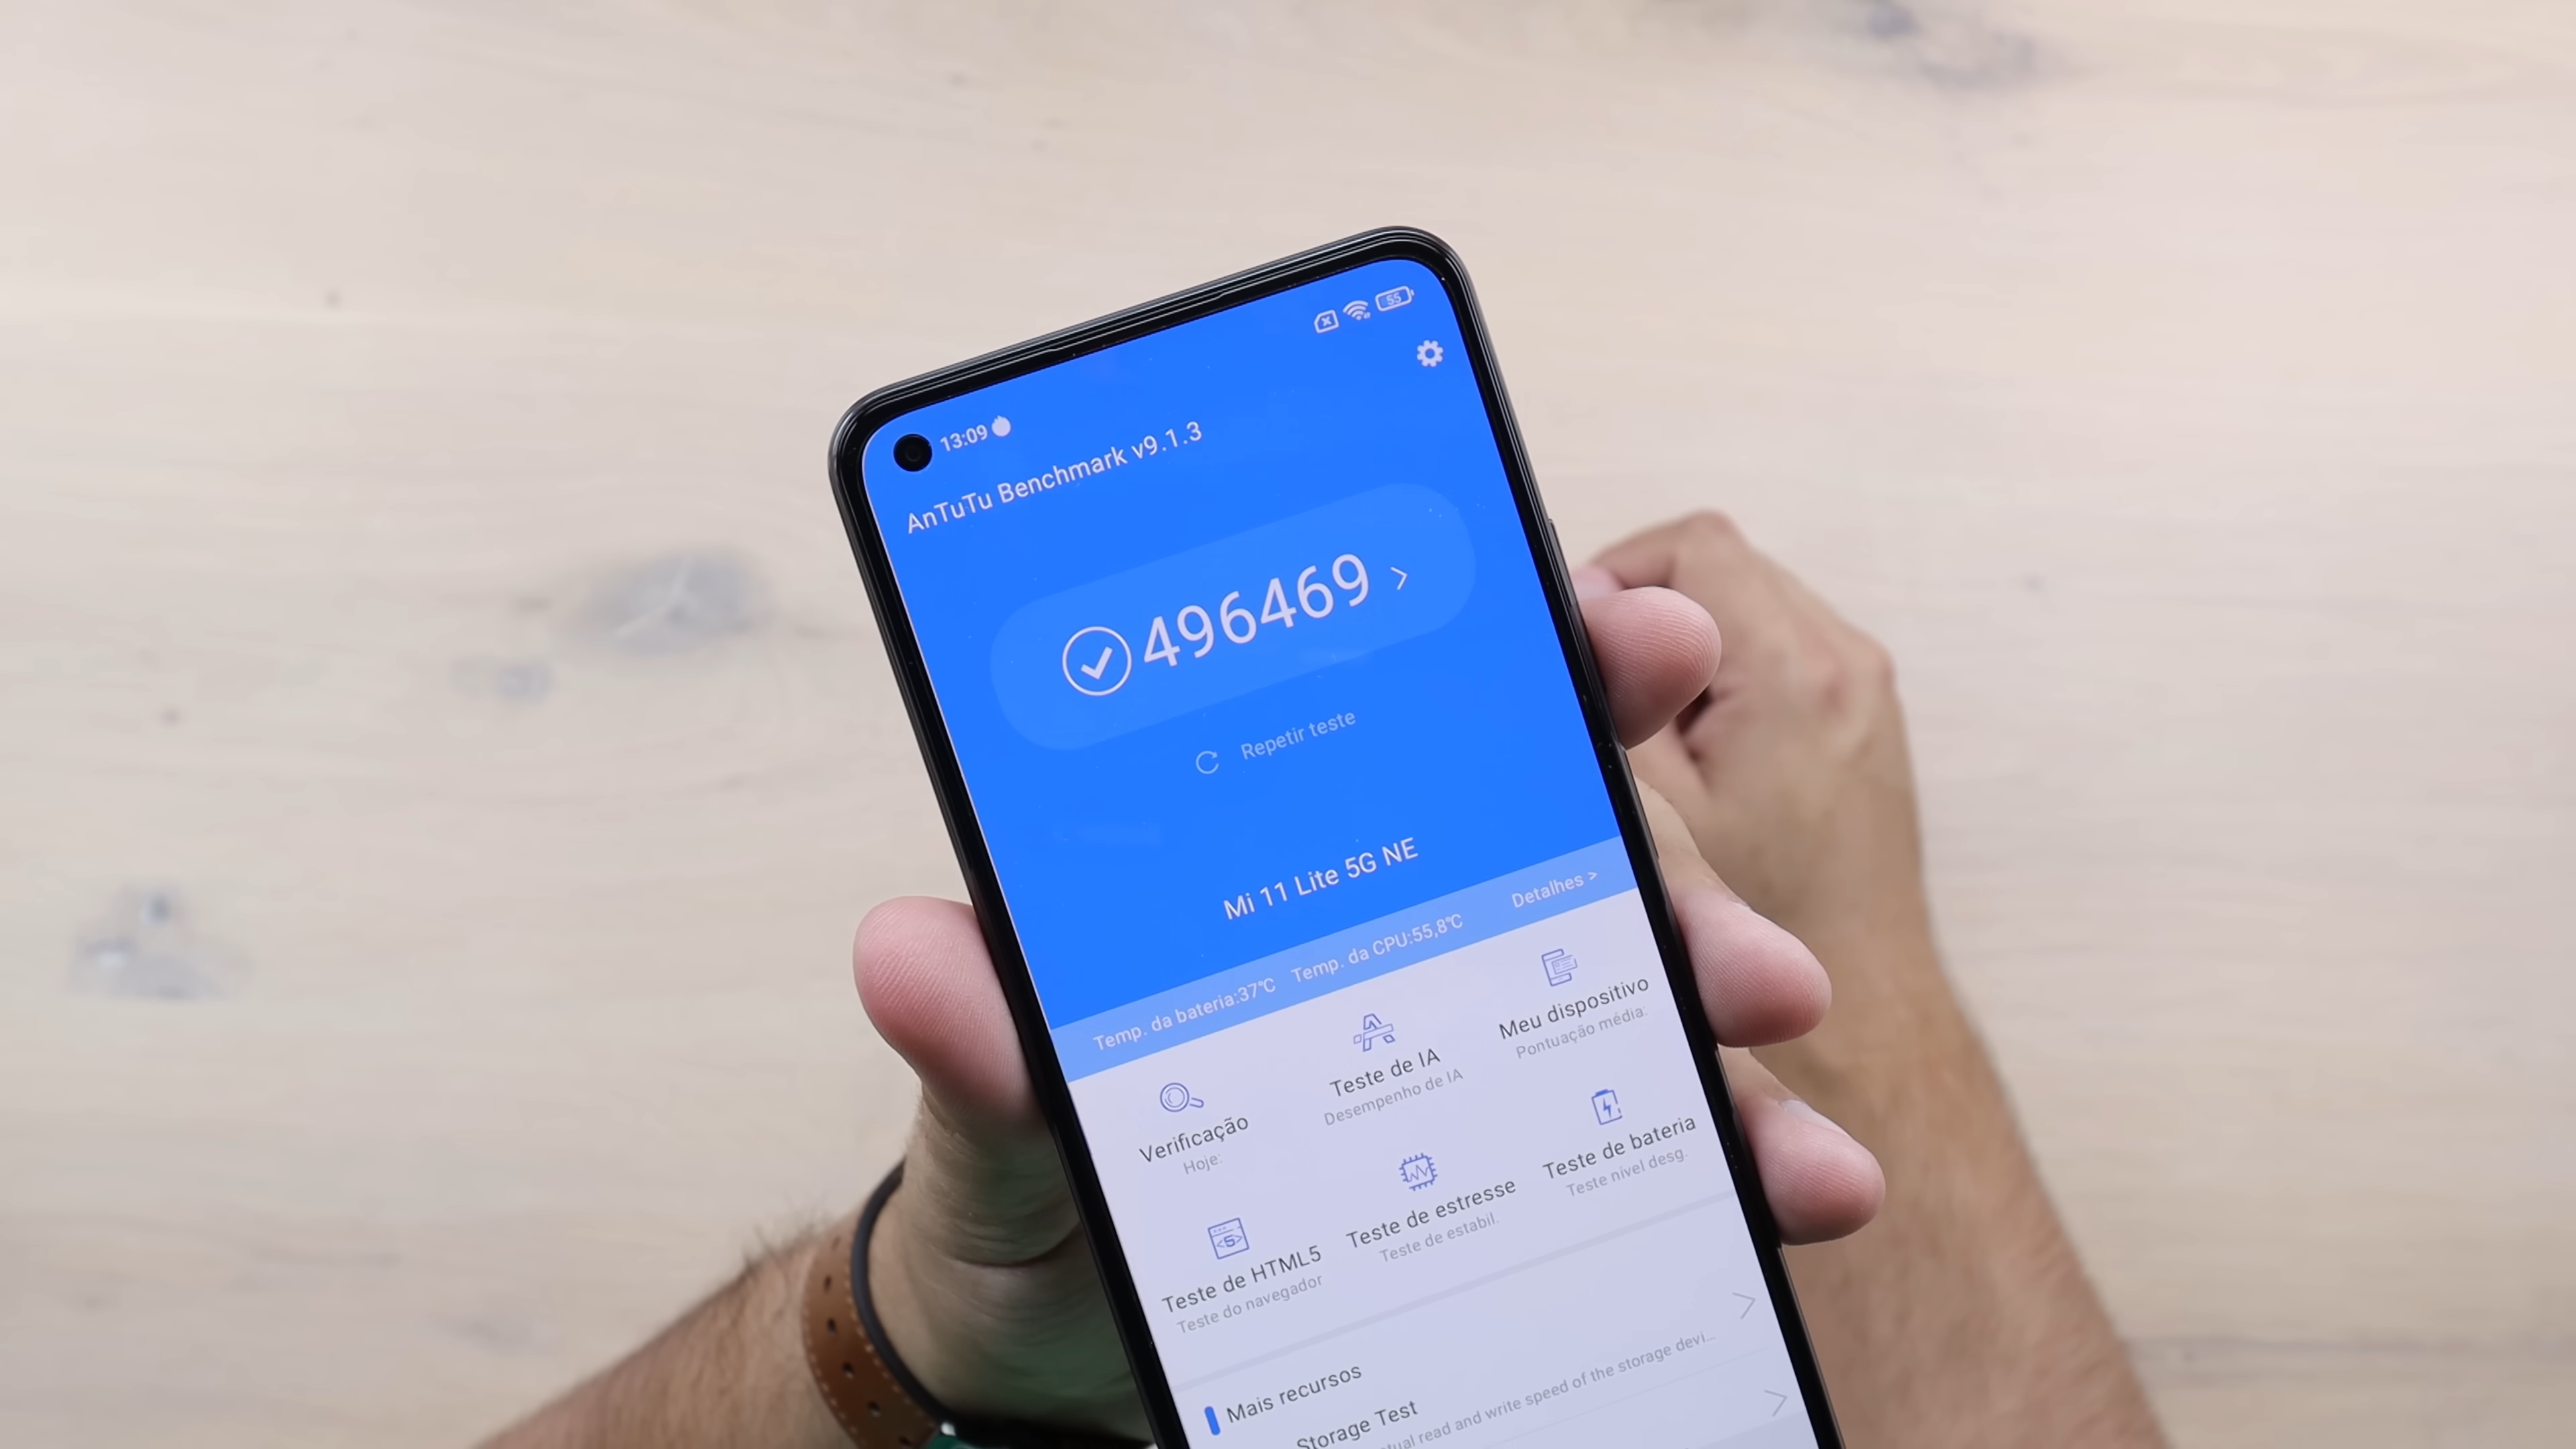 13:09
55
AnTuTu Benchmark v9.1.3
496469
Repetir teste
Mi 11 Lite 5G NE
Temp. da bateria:37℃ Temp. da CPU:55,8℃ Detalhes >
Verificação
Hoje:
Teste de IA
Desempenho de IA
Meu dispositivo
Pontuação média:
<5>
Teste de HTML5
Teste do navegador
Teste de estresse
Teste de estabil.
Teste de bateria
Teste nível desg.
Mais recursos
Storage Test
read and write speed of the storage devi...